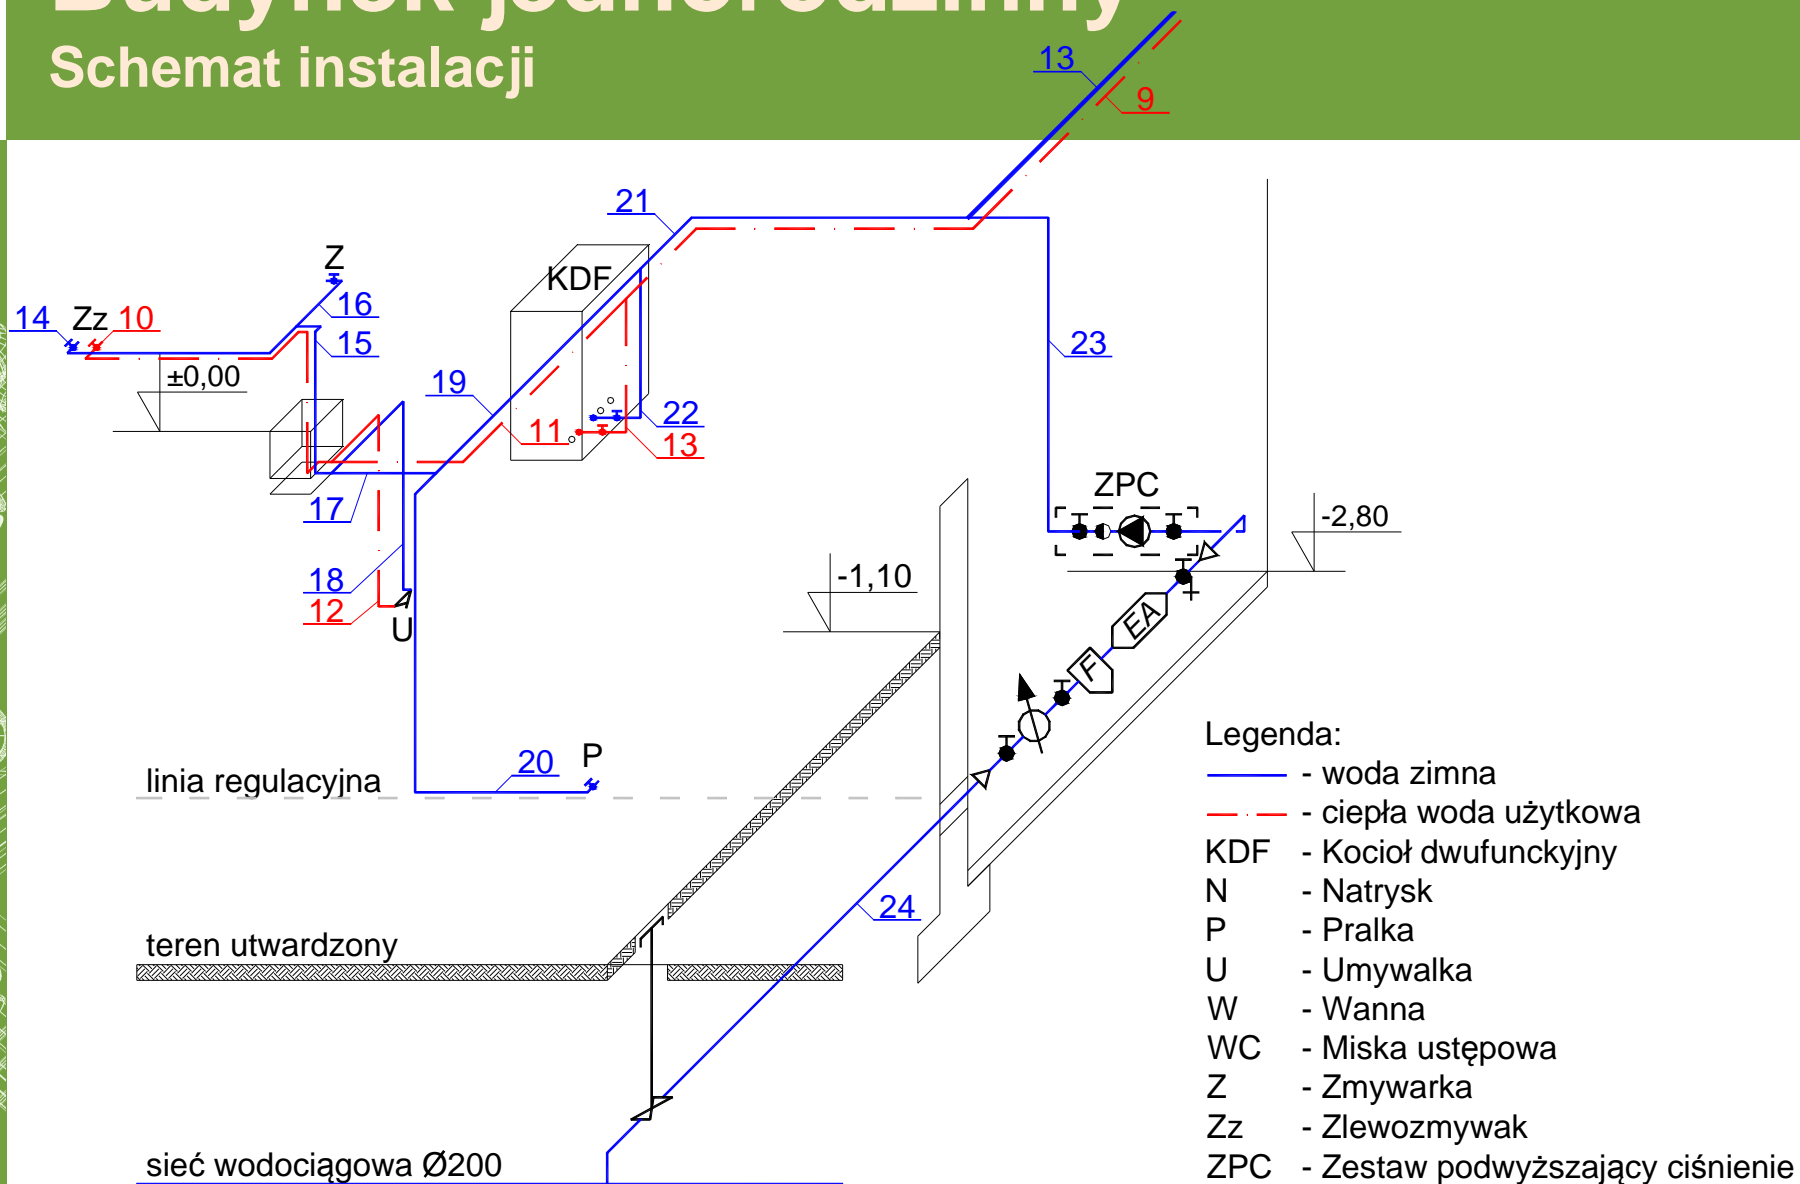 Budynek jednorodzinny
Schemat instalacji
13
9
21
Z
KDF
16
14
Zz
10
15
±0,00
23
19
22
11
13
ZPC
17
-2,80
-1,10
18
12
U
EA
F
P
20
linia regulacyjna
24
teren utwardzony
sieć wodociągowa Ø200
Legenda:
- woda zimna
- ciepła woda użytkowa
KDF - Kocioł dwufunckyjny
N - Natrysk
P - Pralka
U - Umywalka
W - Wanna
WC - Miska ustępowa
Z - Zmywarka
Zz - Zlewozmywak
ZPC - Zestaw podwyższający ciśnienie